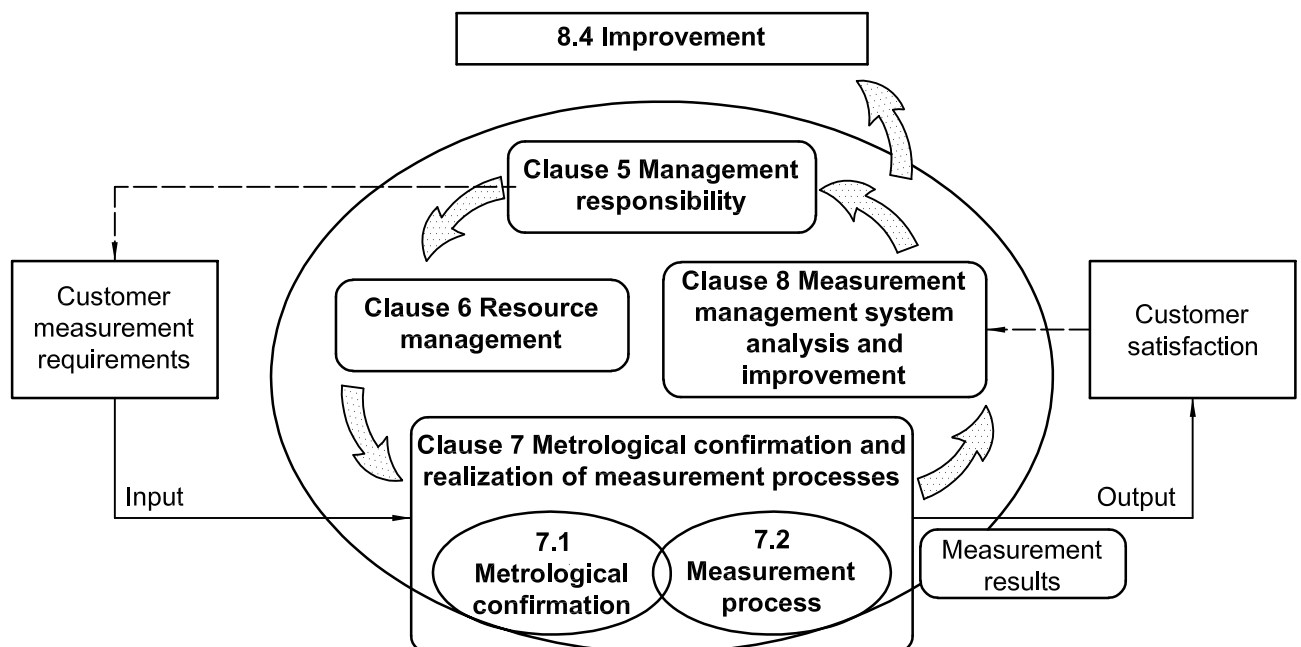 8.4 Improvement
Clause 5 Management
responsibility
Customer
measurement
requirements
Clause 6 Resource
management
Clause 8 Measurement
management system
analysis and
improvement
Customer
satisfaction
Clause 7 Metrological confirmation and
realization of measurement processes
Input
Output
7.1
Metrological
confirmation
7.2
Measurement
process
Measurement
results